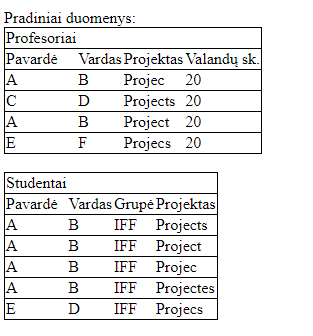 Pradiniai duomenys:
Profesoriai
Pavardė Vardas Projektas Valandų sk.
A B Projec 20
C D Projects 20
A B Project 20
E F Projecs 20
Studentai
Pavardė Vardas Grupė Projektas
A B IFF Projects
A B IFF Project
A B IFF Projec
A B IFF Projectes
E D IFF Projecs